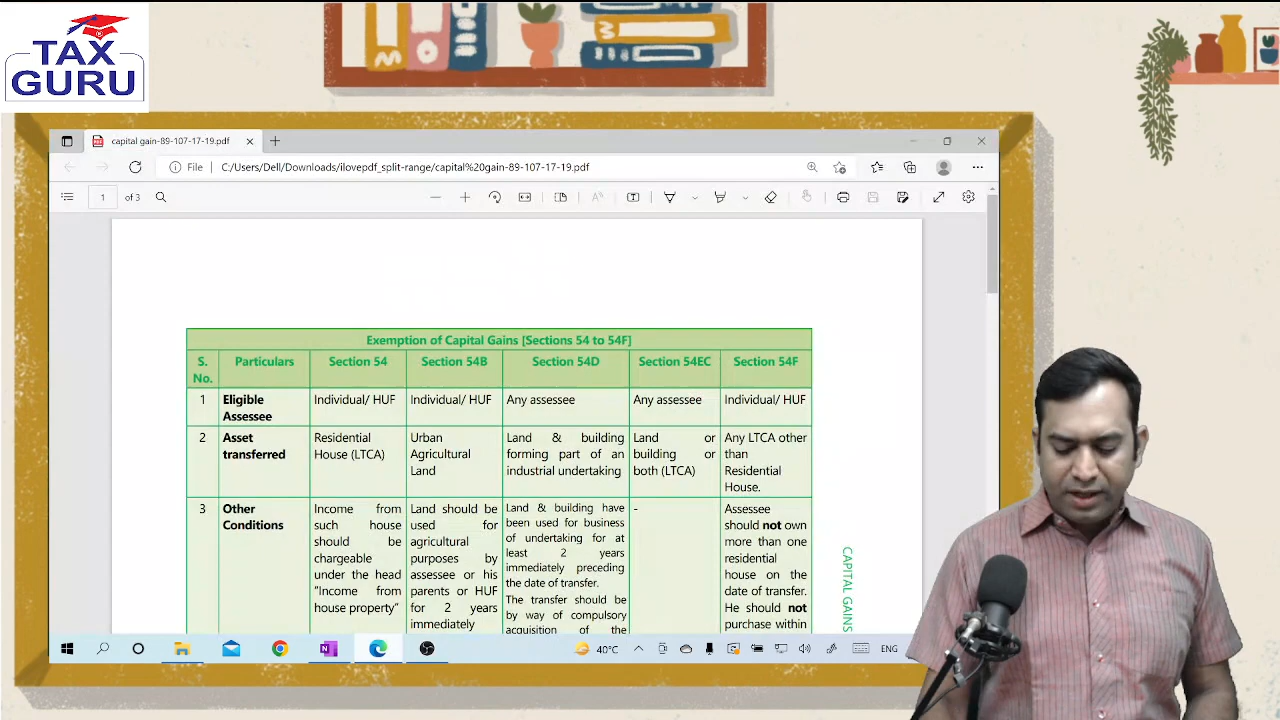 TAX
GURU
capital gain-89-107-17-19.pdf
File
C:/Users/Dell/Downloads/ilovepdf_split-range/capital%20gain-89-107-17-19.pdf
1
of 3
Exemption of Capital Gains [Sections 54 to 54F]
S. No.
Particulars
Section 54
Section 54B
Section 54D
Section 54EC
Section 54F
1
Eligible
Assessee
Individual/ HUF
Individual/ HUF
Any assessee
Any assessee
Individual/ HUF
2
Asset
transferred
Residential
House (LTCA)
Urban
Agricultural
Land
Land & building
forming part of an
industrial undertaking
Land or
building or
both (LTCA)
Any LTCA other
than
Residential
House.
3
Other
Conditions
Income from
such house
should be
chargeable
under the head
"Income from
house property"
Land should be
used for
agricultural
purposes by
assessee or his
parents or HUF
for 2 years
immediately
Land & building have
been used for business
of undertaking for at
least 2 years
immediately preceding
the date of transfer.
The transfer should be
by way of compulsory
acquisition of the
-
Assessee
should not own
more than one
residential
house on the
date of transfer.
He should not
purchase within
CAPITAL GAINS
40°C
ENG